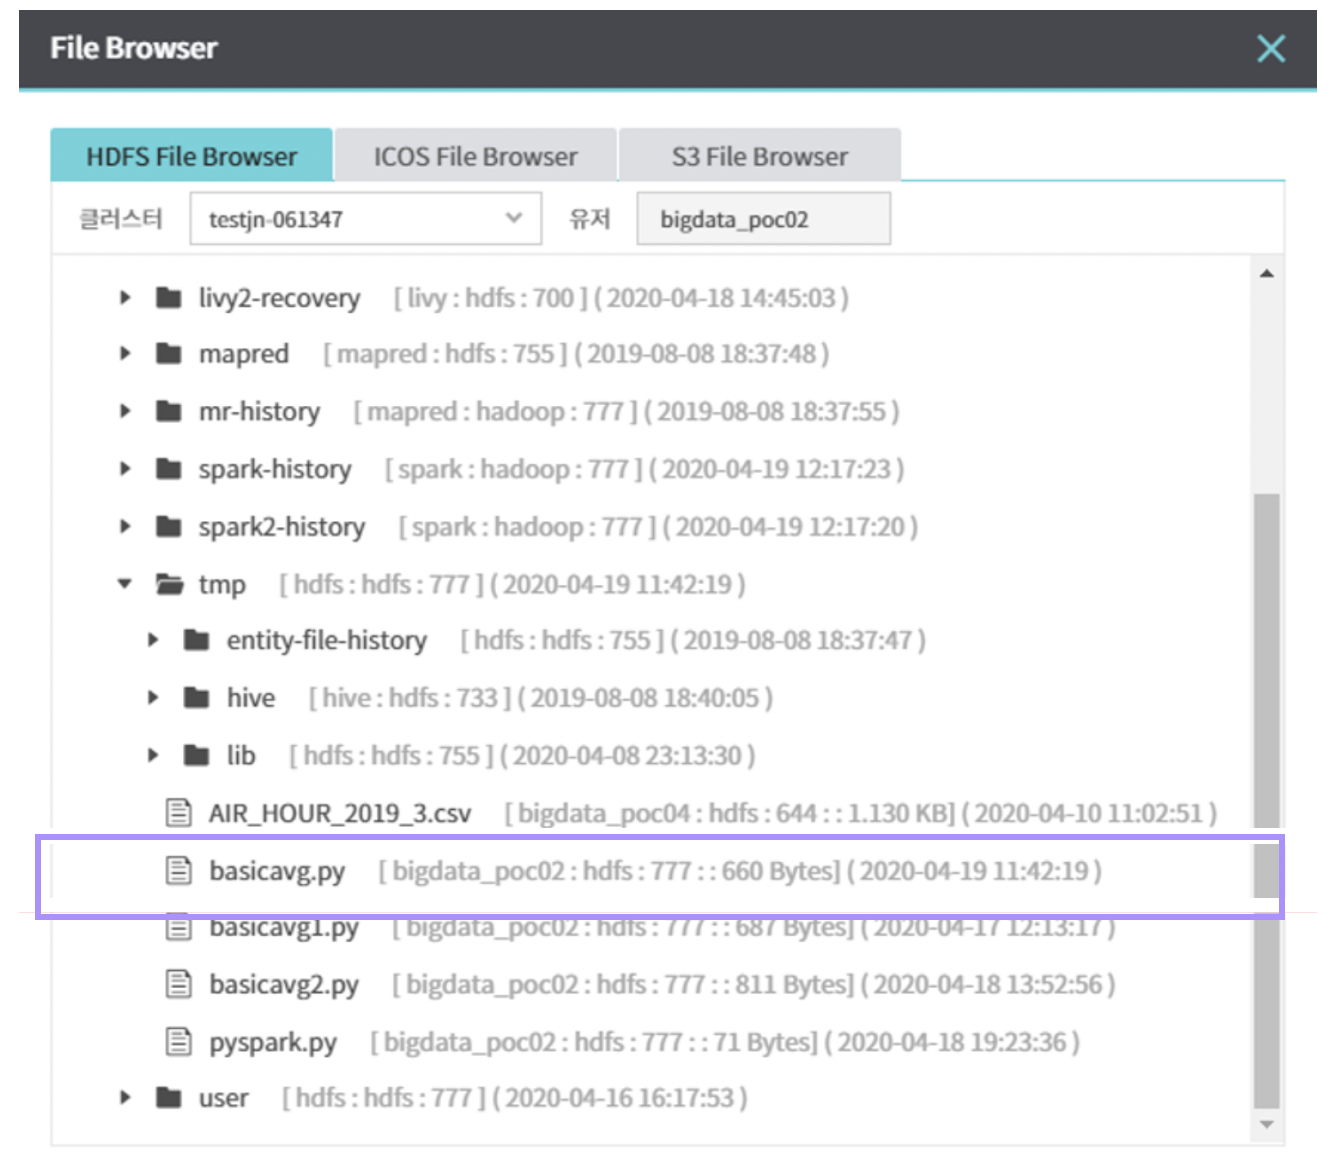 File Browser
HDFS File Browser ICOS File Browser S3 File Browser
클러스터 testjn-061347 유저 bigdata_poc02
livy2-recovery [ livy : hdfs : 700 ] ( 2020-04-18 14:45:03 )
mapred [ mapred : hdfs : 755 ] ( 2019-08-08 18:37:48 )
mr-history [ mapred : hadoop : 777 ] ( 2019-08-08 18:37:55 )
spark-history [ spark : hadoop : 777 ] ( 2020-04-19 12:17:23 )
spark2-history [ spark : hadoop : 777 ] ( 2020-04-19 12:17:20 )
tmp [ hdfs : hdfs : 777 ] ( 2020-04-19 11:42:19 )
entity-file-history [ hdfs : hdfs : 755 ] ( 2019-08-08 18:37:47 )
hive [ hive : hdfs : 733 ] ( 2019-08-08 18:40:05 )
lib [ hdfs : hdfs : 755 ] ( 2020-04-08 23:13:30 )
AIR_HOUR_2019_3.csv [ bigdata_poc04 : hdfs : 644 : : 1.130 KB] ( 2020-04-10 11:02:51 )
basicavg.py [ bigdata_poc02 : hdfs : 777 : : 660 Bytes] ( 2020-04-19 11:42:19 )
basicavg1.py [ bigdata_poc02 : hdfs : 777 : : 687 Bytes] ( 2020-04-17 12:13:17 )
basicavg2.py [ bigdata_poc02 : hdfs : 777 : : 811 Bytes] ( 2020-04-18 13:52:56 )
pyspark.py [ bigdata_poc02 : hdfs : 777 : : 71 Bytes] ( 2020-04-18 19:23:36 )
user [ hdfs : hdfs : 777 ] ( 2020-04-16 16:17:53 )